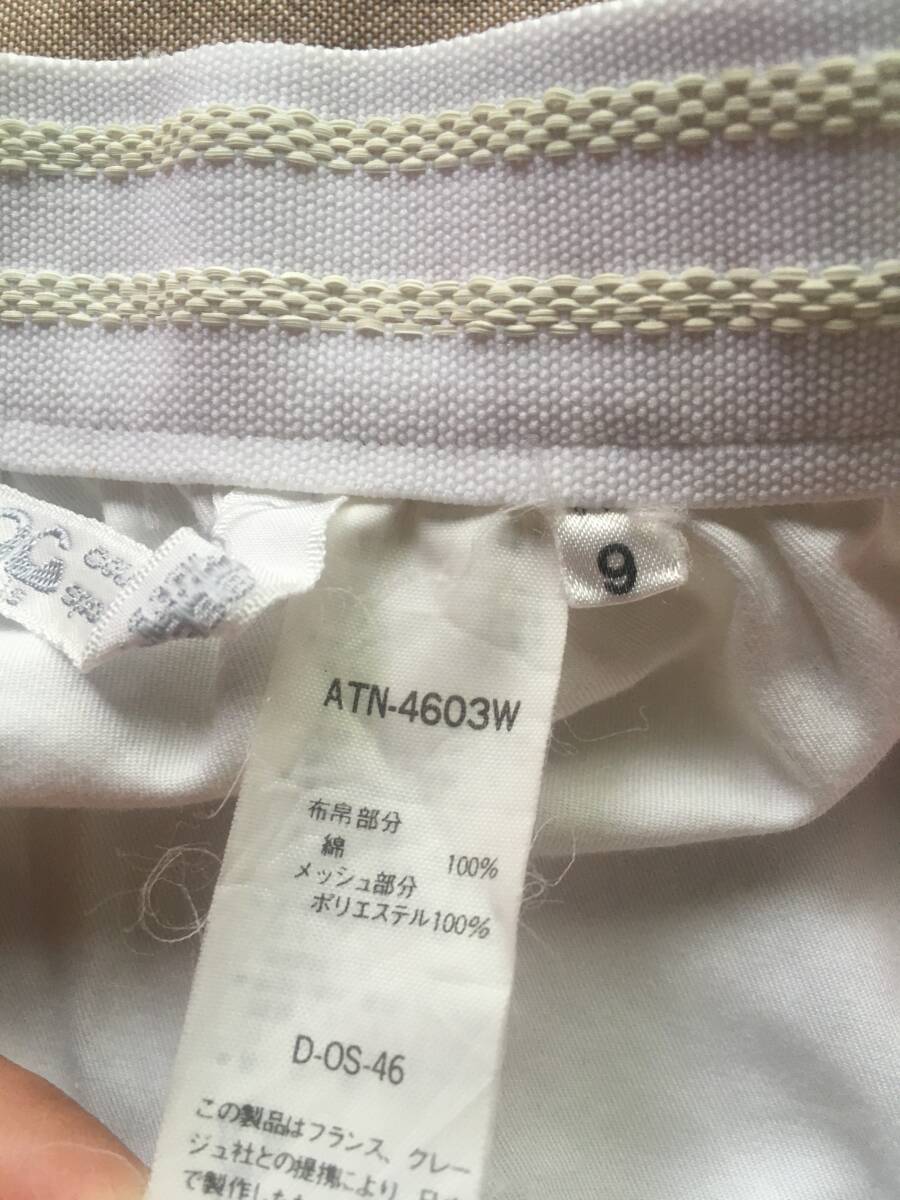 9
ATN-4603W
布帛部分
綿 100%
メッシュ部分
ポリエステル100%
D-OS-46
この製品はフランス、クレー
ジュ社との提携により、日
で製作した